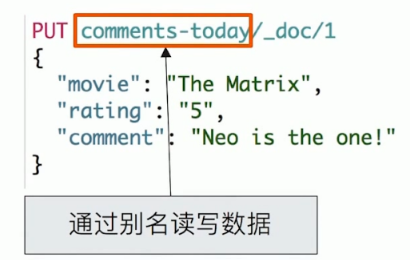 PUT comments-today/_doc/1
{
"movie": "The Matrix",
"rating": "5",
"comment": "Neo is the one!"
}
通过别名读写数据